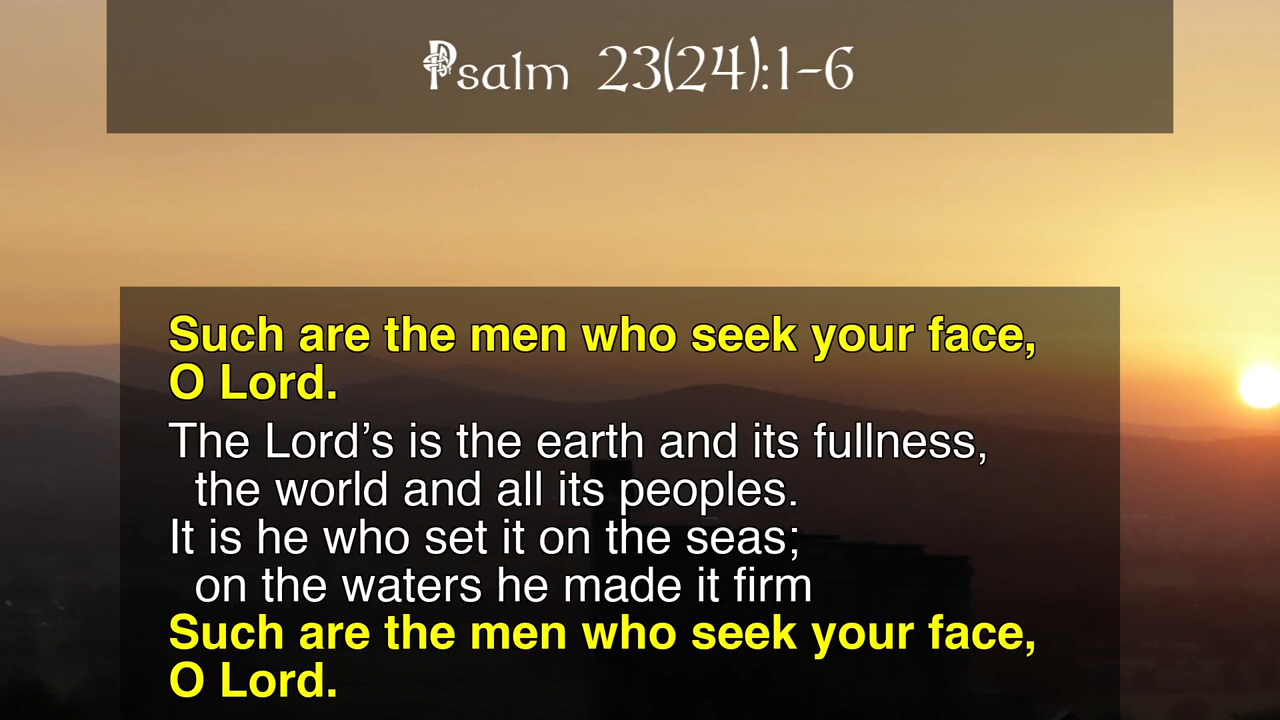 Psalm 23(24):1-6
Such are the men who seek your face,
O Lord.
The Lord’s is the earth and its fullness,
the world and all its peoples.
It is he who set it on the seas;
on the waters he made it firm
Such are the men who seek your face,
O Lord.